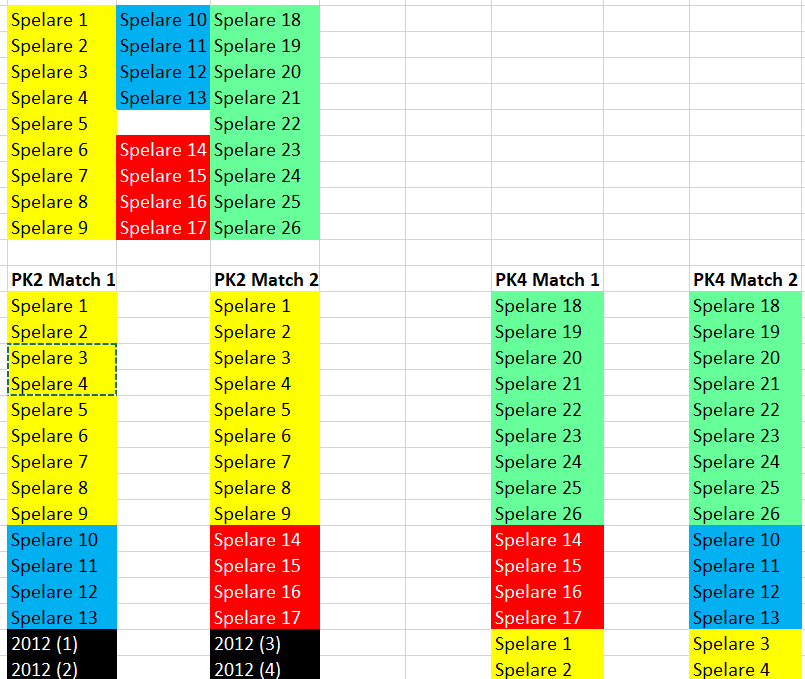 Spelare 1 Spelare 10 Spelare 18
Spelare 2 Spelare 11 Spelare 19
Spelare 3 Spelare 12 Spelare 20
Spelare 4 Spelare 13 Spelare 21
Spelare 5 Spelare 22
Spelare 6 Spelare 14 Spelare 23
Spelare 7 Spelare 15 Spelare 24
Spelare 8 Spelare 16 Spelare 25
Spelare 9 Spelare 17 Spelare 26
PK2 Match 1 PK2 Match 2 PK4 Match 1 PK4 Match 2
Spelare 1 Spelare 1 Spelare 18 Spelare 18
Spelare 2 Spelare 2 Spelare 19 Spelare 19
Spelare 3 Spelare 3 Spelare 20 Spelare 20
Spelare 4 Spelare 4 Spelare 21 Spelare 21
Spelare 5 Spelare 5 Spelare 22 Spelare 22
Spelare 6 Spelare 6 Spelare 23 Spelare 23
Spelare 7 Spelare 7 Spelare 24 Spelare 24
Spelare 8 Spelare 8 Spelare 25 Spelare 25
Spelare 9 Spelare 9 Spelare 26 Spelare 26
Spelare 10 Spelare 14 Spelare 14 Spelare 10
Spelare 11 Spelare 15 Spelare 15 Spelare 11
Spelare 12 Spelare 16 Spelare 16 Spelare 12
Spelare 13 Spelare 17 Spelare 17 Spelare 13
2012 (1) 2012 (3) Spelare 1 Spelare 3
2012 (2) 2012 (4) Spelare 2 Spelare 4